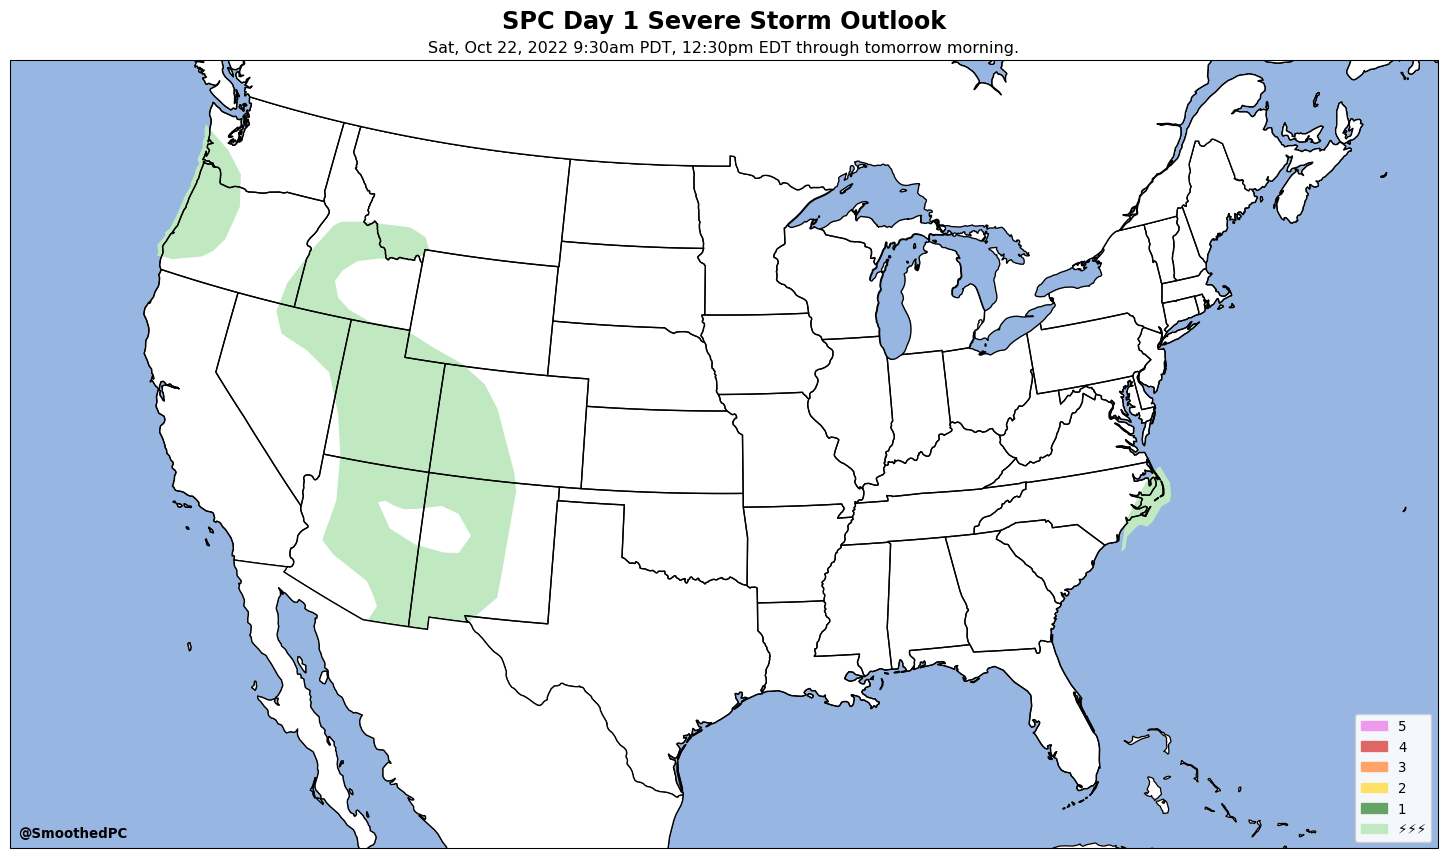 SPC Day 1 Severe Storm Outlook
Sat, Oct 22, 2022 9:30am PDT, 12:30pm EDT through tomorrow morning.
5
4
3
2
1
⚡⚡⚡
@SmoothedPC